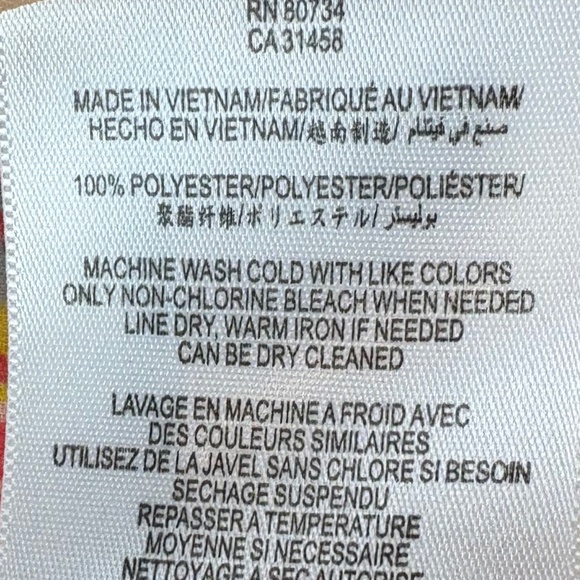 RN 80734
CA 31458
MADE IN VIETNAM/FABRIQUÉ AU VIETNAM/
HECHO EN VIETNAM/越南制造/ صنع في فيتنام
100% POLYESTER/POLYESTER/POLIÉSTER/
聚酯纤维/ポリエステル/ بوليستر
MACHINE WASH COLD WITH LIKE COLORS
ONLY NON-CHLORINE BLEACH WHEN NEEDED
LINE DRY, WARM IRON IF NEEDED
CAN BE DRY CLEANED
LAVAGE EN MACHINE A FROID AVEC
DES COULEURS SIMILAIRES
UTILISEZ DE LA JAVEL SANS CHLORE SI BESOIN
SECHAGE SUSPENDU
REPASSER A TEMPERATURE
MOYENNE SI NECESSAIRE
NETTOYAGE A SEC AUTORISE